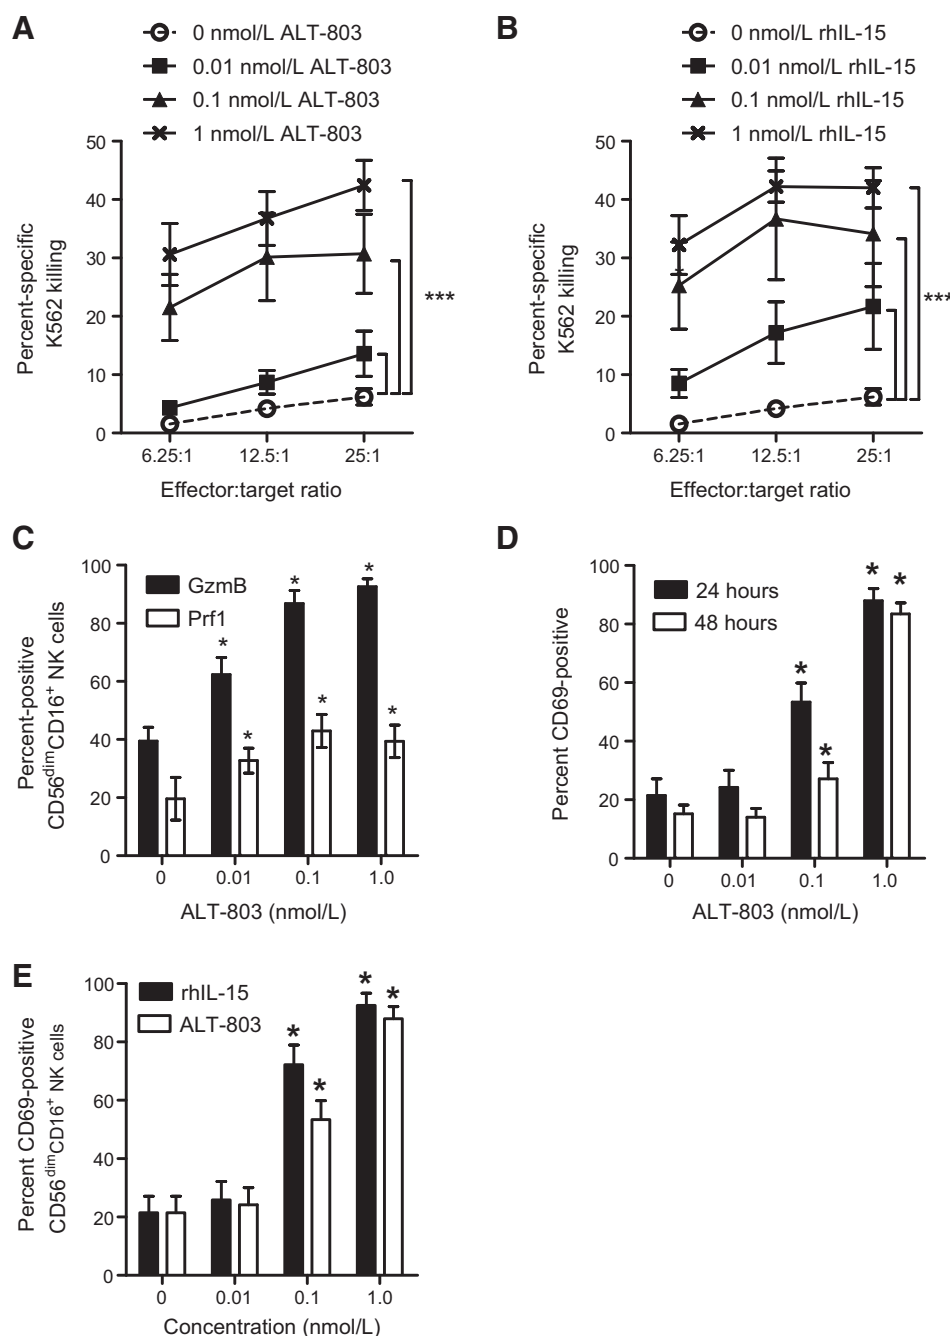 A
0 nmol/L ALT-803
0.01 nmol/L ALT-803
0.1 nmol/L ALT-803
1 nmol/L ALT-803
Percent-specific
K562 killing
50
40
30
20
10
0
***
6.25:1 12.5:1 25:1
Effector:target ratio
B
0 nmol/L rhIL-15
0.01 nmol/L rhIL-15
0.1 nmol/L rhIL-15
1 nmol/L rhIL-15
Percent-specific
K562 killing
50
40
30
20
10
0
***
6.25:1 12.5:1 25:1
Effector:target ratio
C
GzmB
Prf1
Percent-positive
CD56dimCD16+ NK cells
100
80
60
40
20
0
* * * * * *
0 0.01 0.1 1.0
ALT-803 (nmol/L)
D
24 hours
48 hours
Percent CD69-positive
100
80
60
40
20
0
* * * *
0 0.01 0.1 1.0
ALT-803 (nmol/L)
E
rhIL-15
ALT-803
Percent CD69-positive
CD56dimCD16+ NK cells
100
80
60
40
20
0
* * * *
0 0.01 0.1 1.0
Concentration (nmol/L)